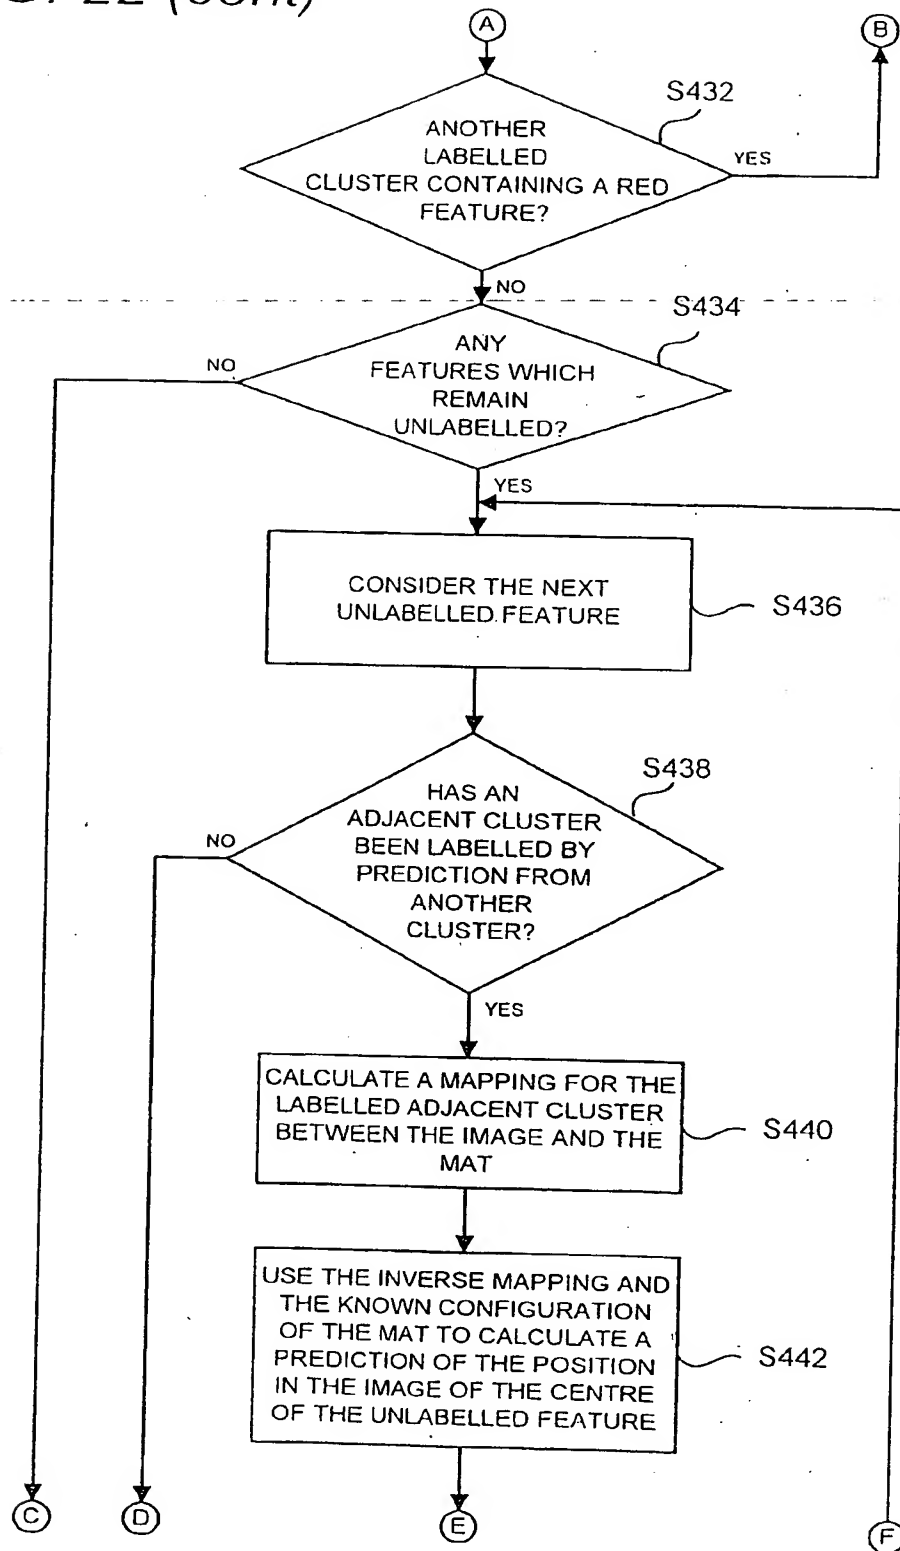 22 (cont)
A
B
S432
ANOTHER
LABELLED
CLUSTER CONTAINING A RED
FEATURE?
YES
NO
S434
NO
ANY
FEATURES WHICH
REMAIN
UNLABELLED?
YES
CONSIDER THE NEXT
UNLABELLED FEATURE
S436
S438
HAS AN
ADJACENT CLUSTER
BEEN LABELLED BY
PREDICTION FROM
ANOTHER
CLUSTER?
NO
YES
CALCULATE A MAPPING FOR THE
LABELLED ADJACENT CLUSTER
BETWEEN THE IMAGE AND THE
MAT
S440
USE THE INVERSE MAPPING AND
THE KNOWN CONFIGURATION
OF THE MAT TO CALCULATE A
PREDICTION OF THE POSITION
IN THE IMAGE OF THE CENTRE
OF THE UNLABELLED FEATURE
S442
C
D
E
F